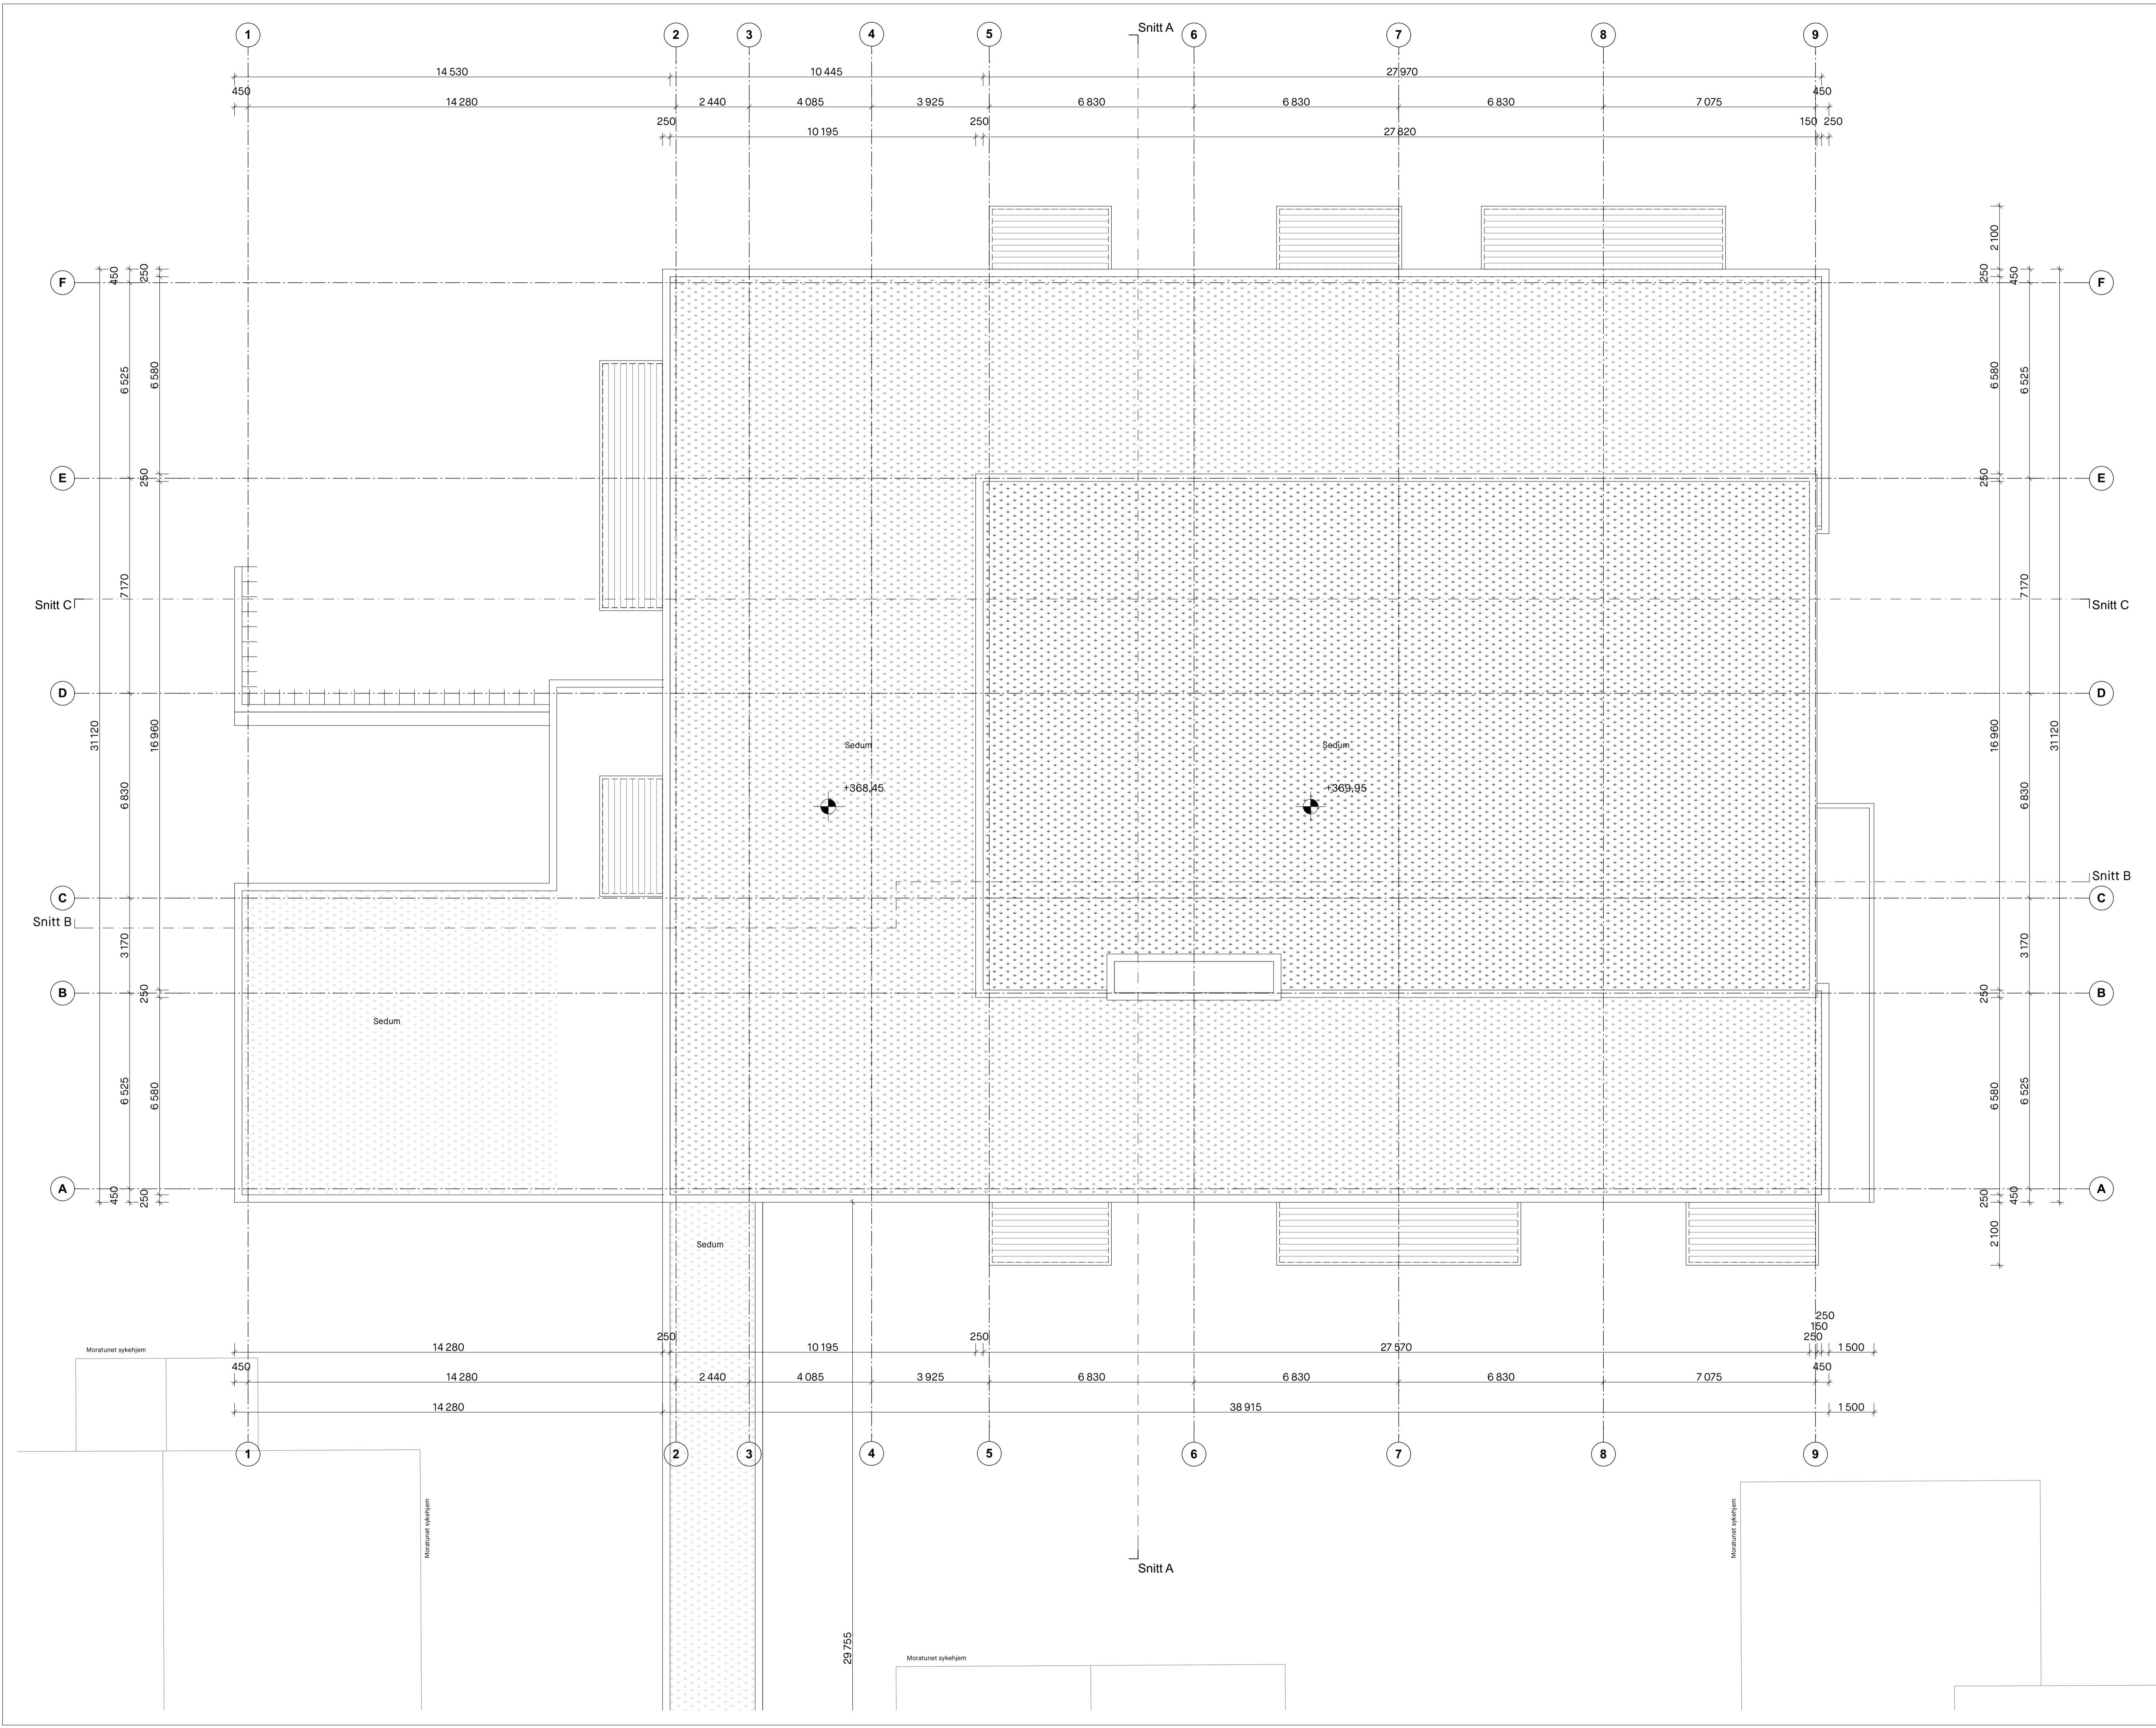 Snitt A
1 2 3 4 5 6 7 8 9
14 530 10 445 27 970
450 450
14 280 2 440 4 085 3 925 6 830 6 830 6 830 7 075
250 250 150 250
10 195 27 820
2 100
450 250 250 450
F F
6 525 6 580 6 580 6 525
E 250 250 E
7 170 7 170
Snitt C Snitt C
D D
31 120 16 960 16 960 31 120
Sedum Sedum
+368,45 +369,95
6 830 6 830
Snitt B
C C
Snitt B
3 170 3 170
B 250 250 B
Sedum
6 525 6 580 6 580 6 525
A A
450 250 250 450
2 100
Sedum
250
150
250 250 250
Moratunet sykehjem
14 280 10 195 27 570 1 500
450 450
14 280 2 440 4 085 3 925 6 830 6 830 6 830 7 075
14 280 38 915 1 500
1 2 3 4 5 6 7 8 9
Moratunet sykehjem
Moratunet sykehjem
Snitt A
29 755
Moratunet sykehjem